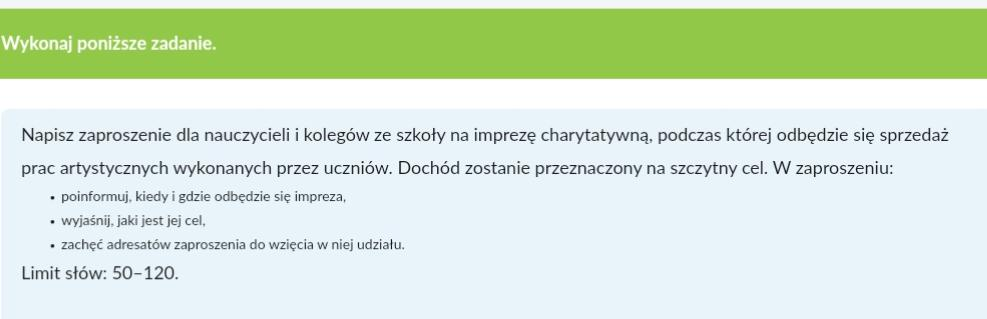 Wykonaj poniższe zadanie.
Napisz zaproszenie dla nauczycieli i kolegów ze szkoły na imprezę charytatywną, podczas której odbędzie się sprzedaż
prac artystycznych wykonanych przez uczniów. Dochód zostanie przeznaczony na szczytny cel. W zaproszeniu:
• poinformuj, kiedy i gdzie odbędzie się impreza,
• wyjaśnij, jaki jest jej cel,
• zachęć adresatów zaproszenia do wzięcia w niej udziału.
Limit słów: 50–120.